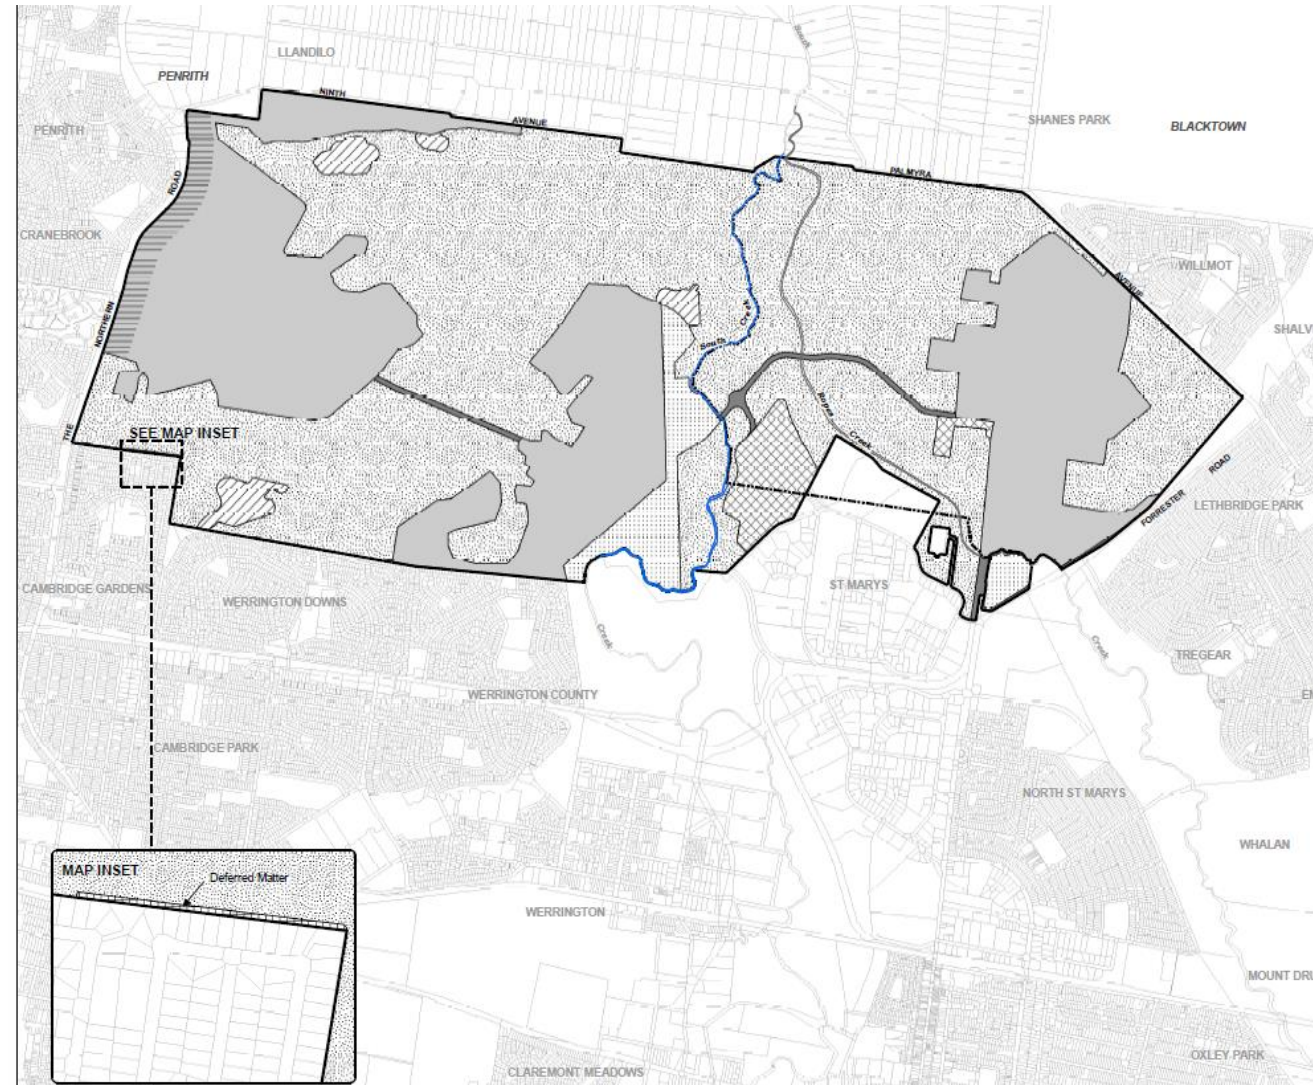 LLANDILO
PENRITH
NINTH
AVENUE
South
SHANES PARK
BLACKTOWN
PENRITH
PALMYRA
ROAD
CRANEBROOK
WILLMOT
AVENUE
NORTHERN
Creek
SHALV
South
THE
SEE MAP INSET
Ropes
Creek
ROAD
FORRESTER
LETHBRIDGE PARK
CAMBRIDGE GARDENS
WERRINGTON DOWNS
ST MARYS
Creek
Creek
TREGEAR
WERRINGTON COUNTY
CAMBRIDGE PARK
NORTH ST MARYS
WHALAN
MAP INSET
Deferred Matter
WERRINGTON
MOUNT DRU
OXLEY PARK
CLAREMONT MEADOWS